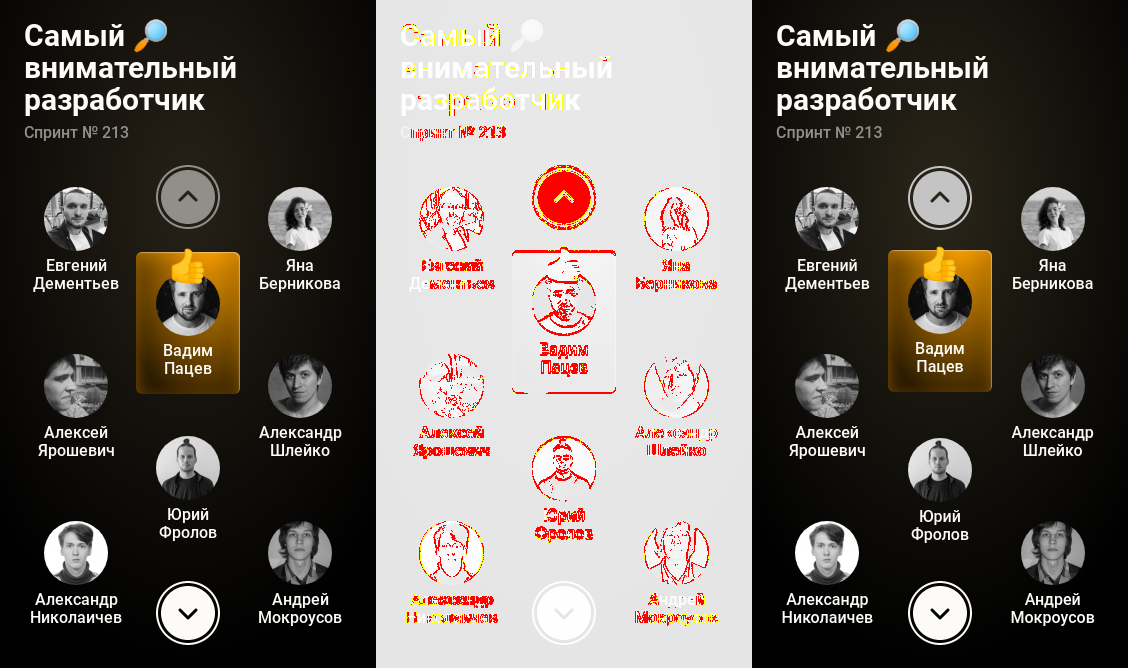 Самый
внимательный
разработчик
Спринт № 213
Евгений
Дементьев
Яна
Берникова
Вадим
Пацев
Алексей
Ярошевич
Александр
Шлейко
Юрий
Фролов
Александр
Николаичев
Андрей
Мокроусов
Самый
внимательный
разработчик
Спринт № 213
Евгений
Дементьев
Яна
Берникова
Вадим
Пацев
Алексей
Ярошевич
Александр
Шлейко
Юрий
Фролов
Александр
Николаичев
Андрей
Мокроусов
Самый
внимательный
разработчик
Спринт № 213
Евгений
Дементьев
Яна
Берникова
Вадим
Пацев
Алексей
Ярошевич
Александр
Шлейко
Юрий
Фролов
Александр
Николаичев
Андрей
Мокроусов